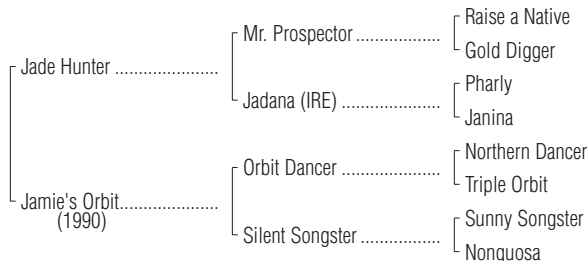 Raise a Native
Mr. Prospector ..................
Gold Digger
Jade Hunter ......................
Pharly
Jadana (IRE) .....................
Janina
Northern Dancer
Orbit Dancer .....................
Triple Orbit
Jamie's Orbit.....................
(1990)
Sunny Songster
Silent Songster .................
Nonquosa